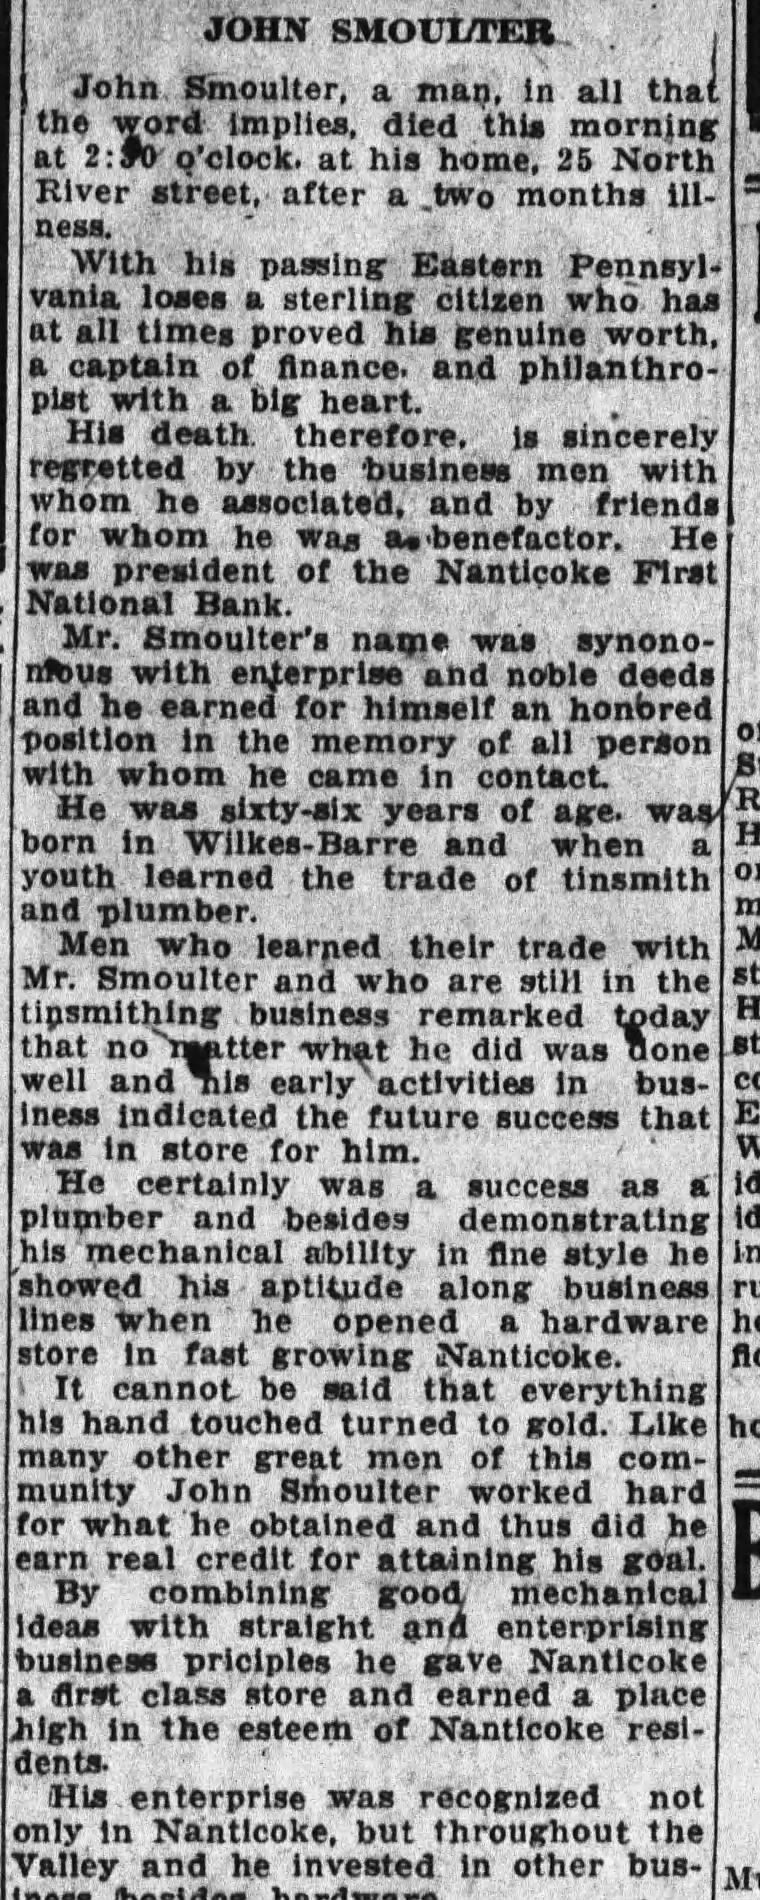 JOHN SMOULTER
John Smoulter, a man, in all that
the word implies, died this morning
at 2:30 o'clock. at his home, 25 North
River street, after a two months ill-
ness.
With his passing Eastern Pennsyl-
vania loses a sterling citizen who has
at all times proved his genuine worth,
a captain of finance. and philanthro-
pist with a big heart.
His death. therefore, is sincerely
regretted by the business men with
whom he associated, and by friends
for whom he was a benefactor. He
was president of the Nanticoke First
National Bank.
Mr. Smoulter's name was synono-
mous with enterprise and noble deeds
and he earned for himself an honored
position in the memory of all person
with whom he came in contact.
He was sixty-six years of age. was
born in Wilkes-Barre and when a
youth learned the trade of tinsmith
and plumber.
Men who learned their trade with
Mr. Smoulter and who are still in the
tinsmithing business remarked today
that no matter what he did was done
well and his early activities in bus-
iness indicated the future success that
was in store for him.
He certainly was a success as a
plumber and besides demonstrating
his mechanical ability in fine style he
showed his aptitude along business
lines when he opened a hardware
store in fast growing Nanticoke.
It cannot be said that everything
his hand touched turned to gold. Like
many other great men of this com-
munity John Smoulter worked hard
for what he obtained and thus did he
earn real credit for attaining his goal.
By combining good mechanical
ideas with straight and enterprising
business priciples he gave Nanticoke
a first class store and earned a place
high in the esteem of Nanticoke resi-
dents.
His enterprise was recognized not
only in Nanticoke, but throughout the
Valley and he invested in other bus-
iness besides hardware.